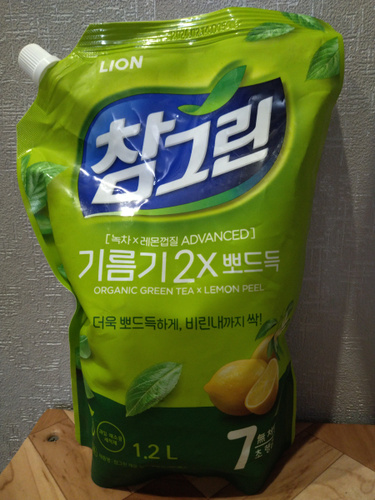 LION
참그린
[녹차×레몬껍질 ADVANCED]
기름기 2X 뽀드득
ORGANIC GREEN TEA × LEMON PEEL
더욱 뽀드득하게, 비린내까지 싹!
1.2 L
7